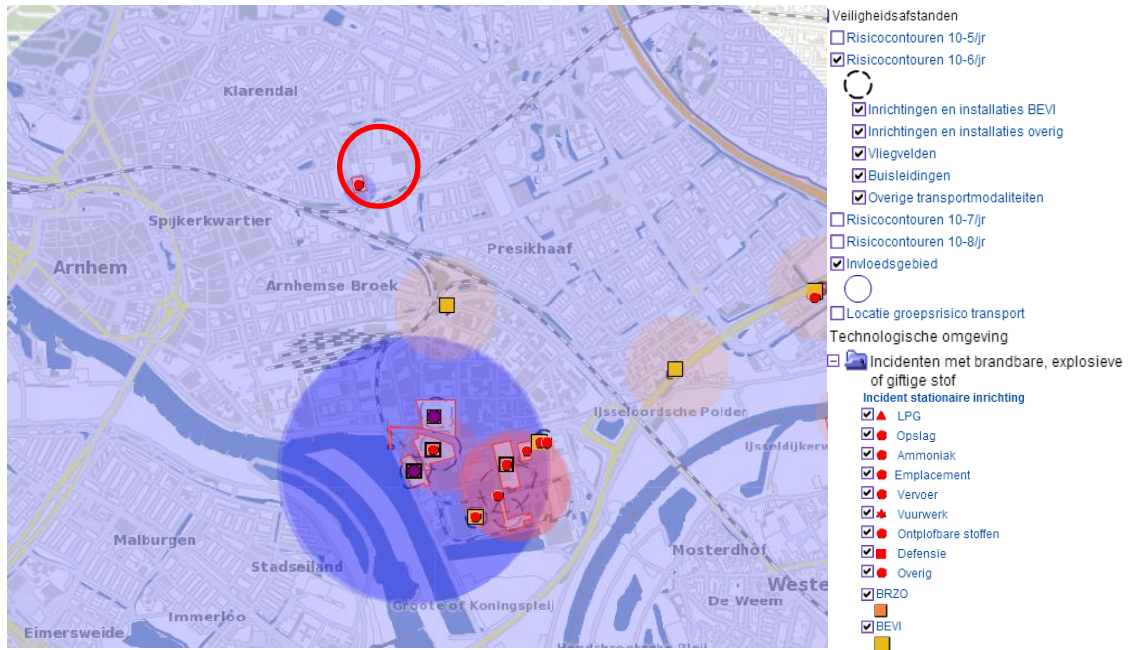 Klarendal
Spijkerkwartier
Presikhaaf
Arnhem
Arnhemse Broek
IJsseloordsche Polder
IJsseldijkerw
Malburgen
Mosterdhof
Stadseiland
Weste
De Weem
Groote of Koningspleij
Immerloo
Eimersweide
Veiligheidsafstanden
Risicocontouren 10-5/jr
Risicocontouren 10-6/jr
Inrichtingen en installaties BEVI
Inrichtingen en installaties overig
Vliegvelden
Buisleidingen
Overige transportmodaliteiten
Risicocontouren 10-7/jr
Risicocontouren 10-8/jr
Invloedsgebied
Locatie groepsrisico transport
Technologische omgeving
Incidenten met brandbare, explosieve
of giftige stof
Incident stationaire inrichting
LPG
Opslag
Ammoniak
Emplacement
Vervoer
Vuurwerk
Ontplofbare stoffen
Defensie
Overig
BRZO
BEVI